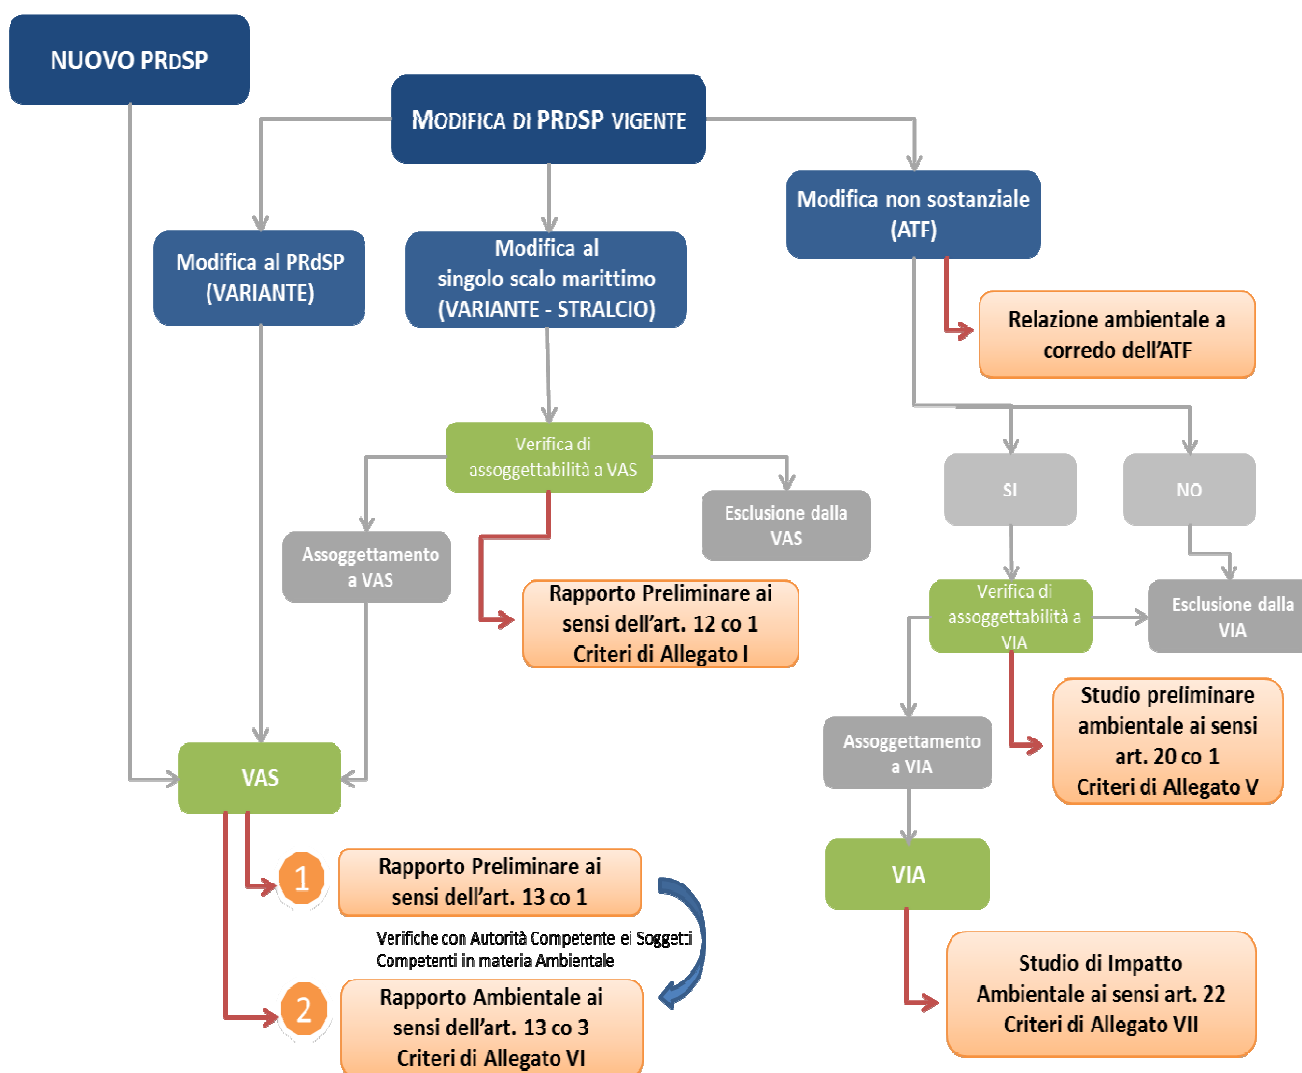 NUOVO PRDSP
MODIFICA DI PRDSP VIGENTE
Modifica al PRdSP
(VARIANTE)
Modifica al
singolo scalo marittimo
(VARIANTE - STRALCIO)
Modifica non sostanziale
(ATF)
Relazione ambientale a
corredo dell'ATF
Verifica di
assoggettabilità a VAS
Assoggettamento
a VAS
Esclusione dalla
VAS
Rapporto Preliminare ai
sensi dell'art. 12 co 1
Criteri di Allegato I
SI
NO
Verifica di
assoggettabilità a
VIA
Esclusione dalla
VIA
Studio preliminare
ambientale ai sensi
art. 20 co 1
Criteri di Allegato V
Assoggettamento
a VIA
VAS
VIA
1
Rapporto Preliminare ai
sensi dell'art. 13 co 1
Verifiche con Autorità Competente ei Soggetti
Competenti in materia Ambientale
2
Rapporto Ambientale ai
sensi dell'art. 13 co 3
Criteri di Allegato VI
Studio di Impatto
Ambientale ai sensi art. 22
Criteri di Allegato VII